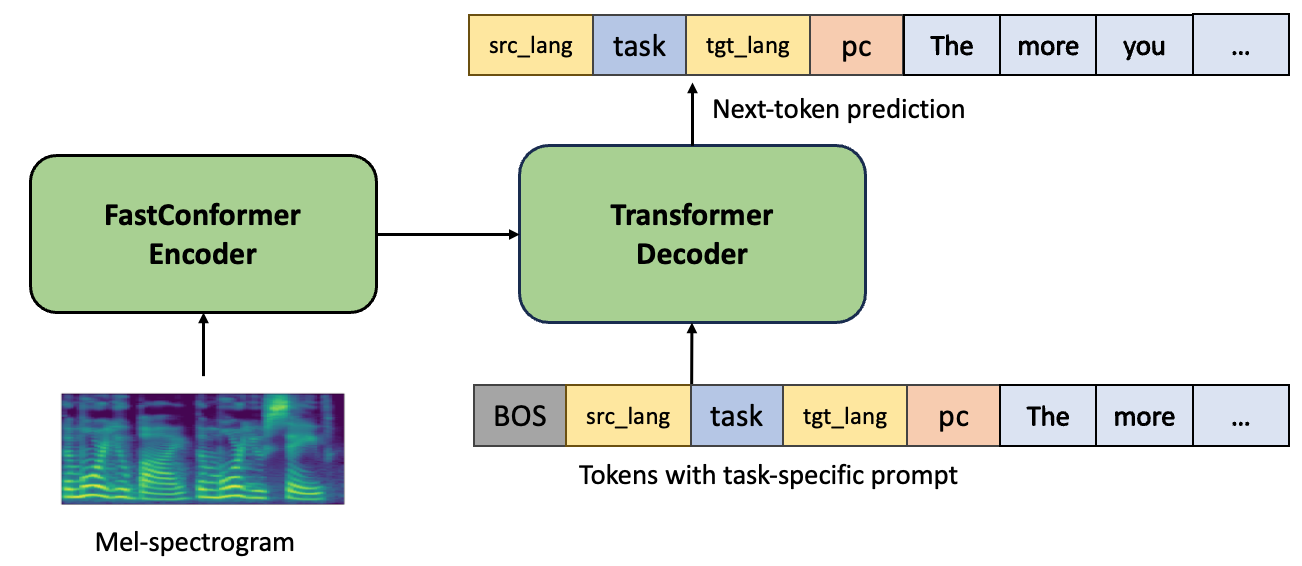 src_lang task tgt_lang pc The more you ...
Next-token prediction
FastConformer
Encoder
Transformer
Decoder
BOS src_lang task tgt_lang pc The more ...
Tokens with task-specific prompt
Mel-spectrogram